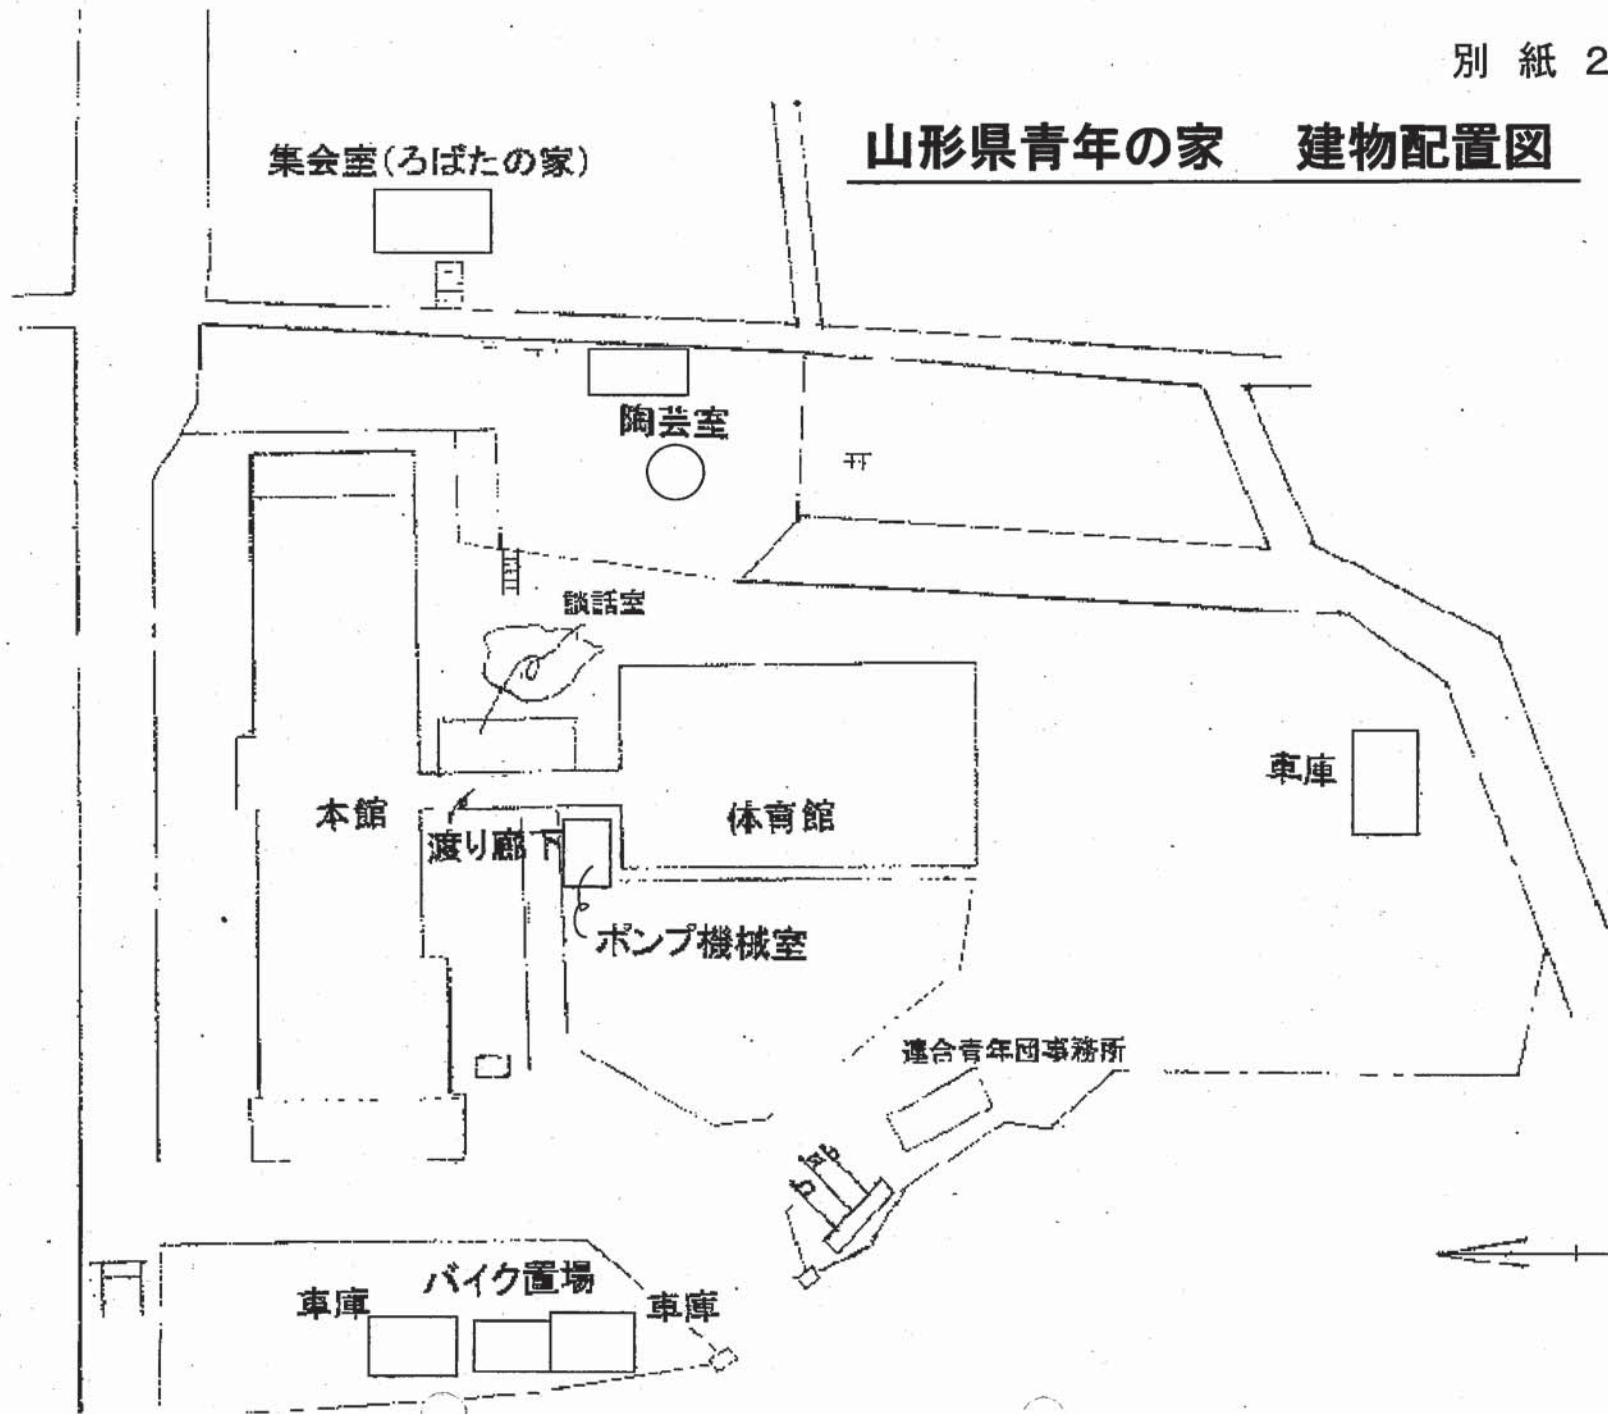 別 紙 2
山形県青年の家 建物配置図
集会室(ろばたの家)
陶芸室
談話室
車庫
本館
体育館
渡り廊下
ポンプ機械室
連合青年団事務所
バイク置場
車庫
車庫